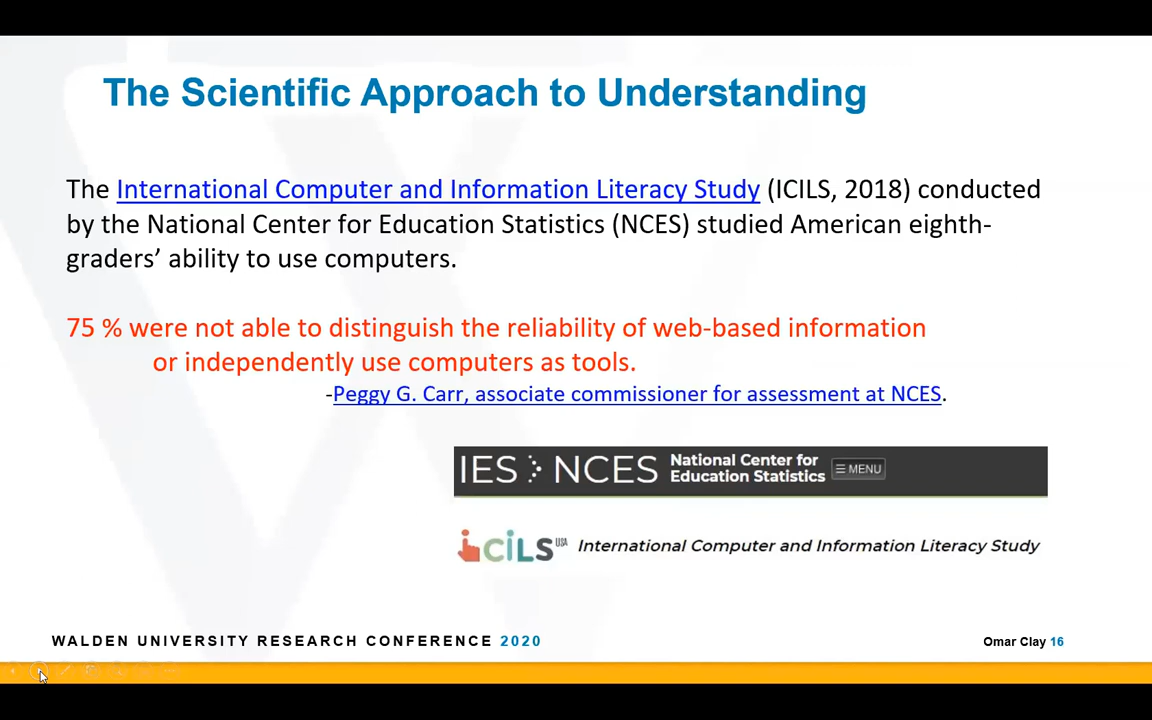 The Scientific Approach to Understanding
The International Computer and Information Literacy Study (ICILS, 2018) conducted
by the National Center for Education Statistics (NCES) studied American eighth-
graders’ ability to use computers.
75 % were not able to distinguish the reliability of web-based information
or independently use computers as tools.
-Peggy G. Carr, associate commissioner for assessment at NCES.
IES NCES National Center for
Education Statistics ☰ MENU
iCiLS USA International Computer and Information Literacy Study
WALDEN UNIVERSITY RESEARCH CONFERENCE 2020
Omar Clay 16